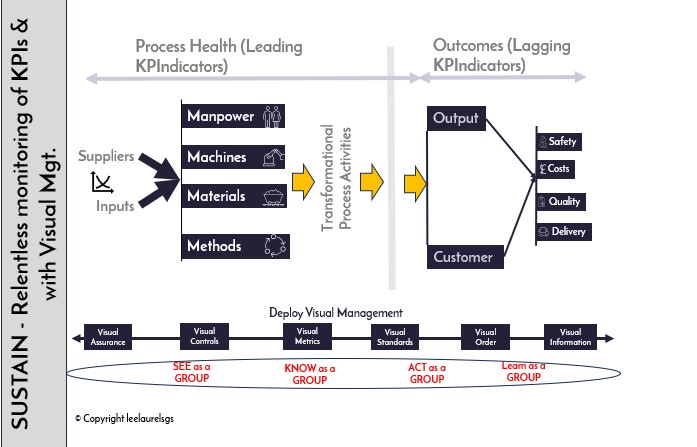 SUSTAIN - Relentless monitoring of KPIs &
with Visual Mgt.
Process Health (Leading
KPIndicators)
Outcomes (Lagging
KPIndicators)
Suppliers
Inputs
Manpower
Machines
Materials
Methods
Transformational
Process Activities
Output
Customer
Safety
£ Costs
Quality
Delivery
Deploy Visual Management
Visual
Assurance
Visual
Controls
Visual
Metrics
Visual
Standards
Visual
Order
Visual
Information
SEE as a
GROUP
KNOW as a
GROUP
ACT as a
GROUP
Learn as a
GROUP
© Copyright leelaurelsgs